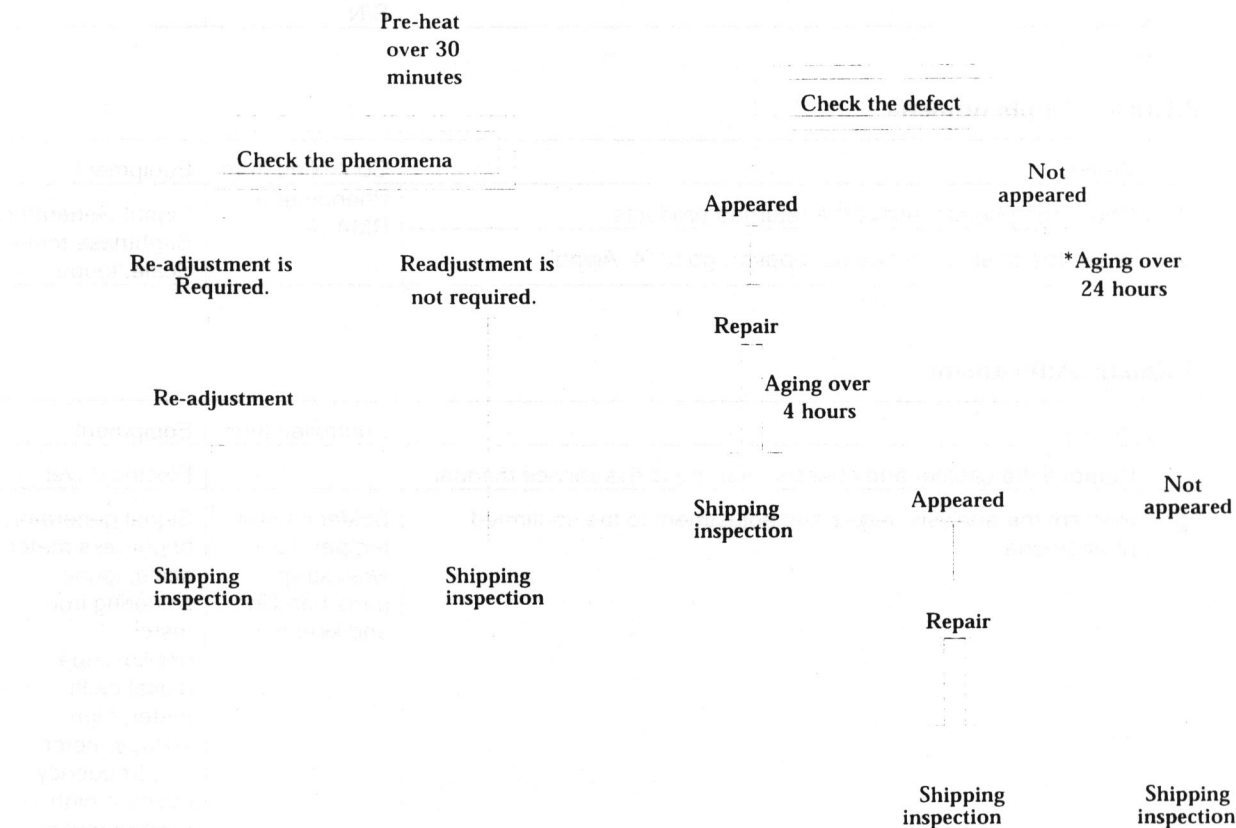 Pre-heat
over 30
minutes
Check the defect
Check the phenomena
Not
appeared
Appeared
Re-adjustment is
Required.
Readjustment is
not required.
*Aging over
24 hours
Repair
Re-adjustment
Aging over
4 hours
Shipping
inspection
Appeared
Not
appeared
Shipping
inspection
Shipping
inspection
Repair
Shipping
inspection
Shipping
inspection